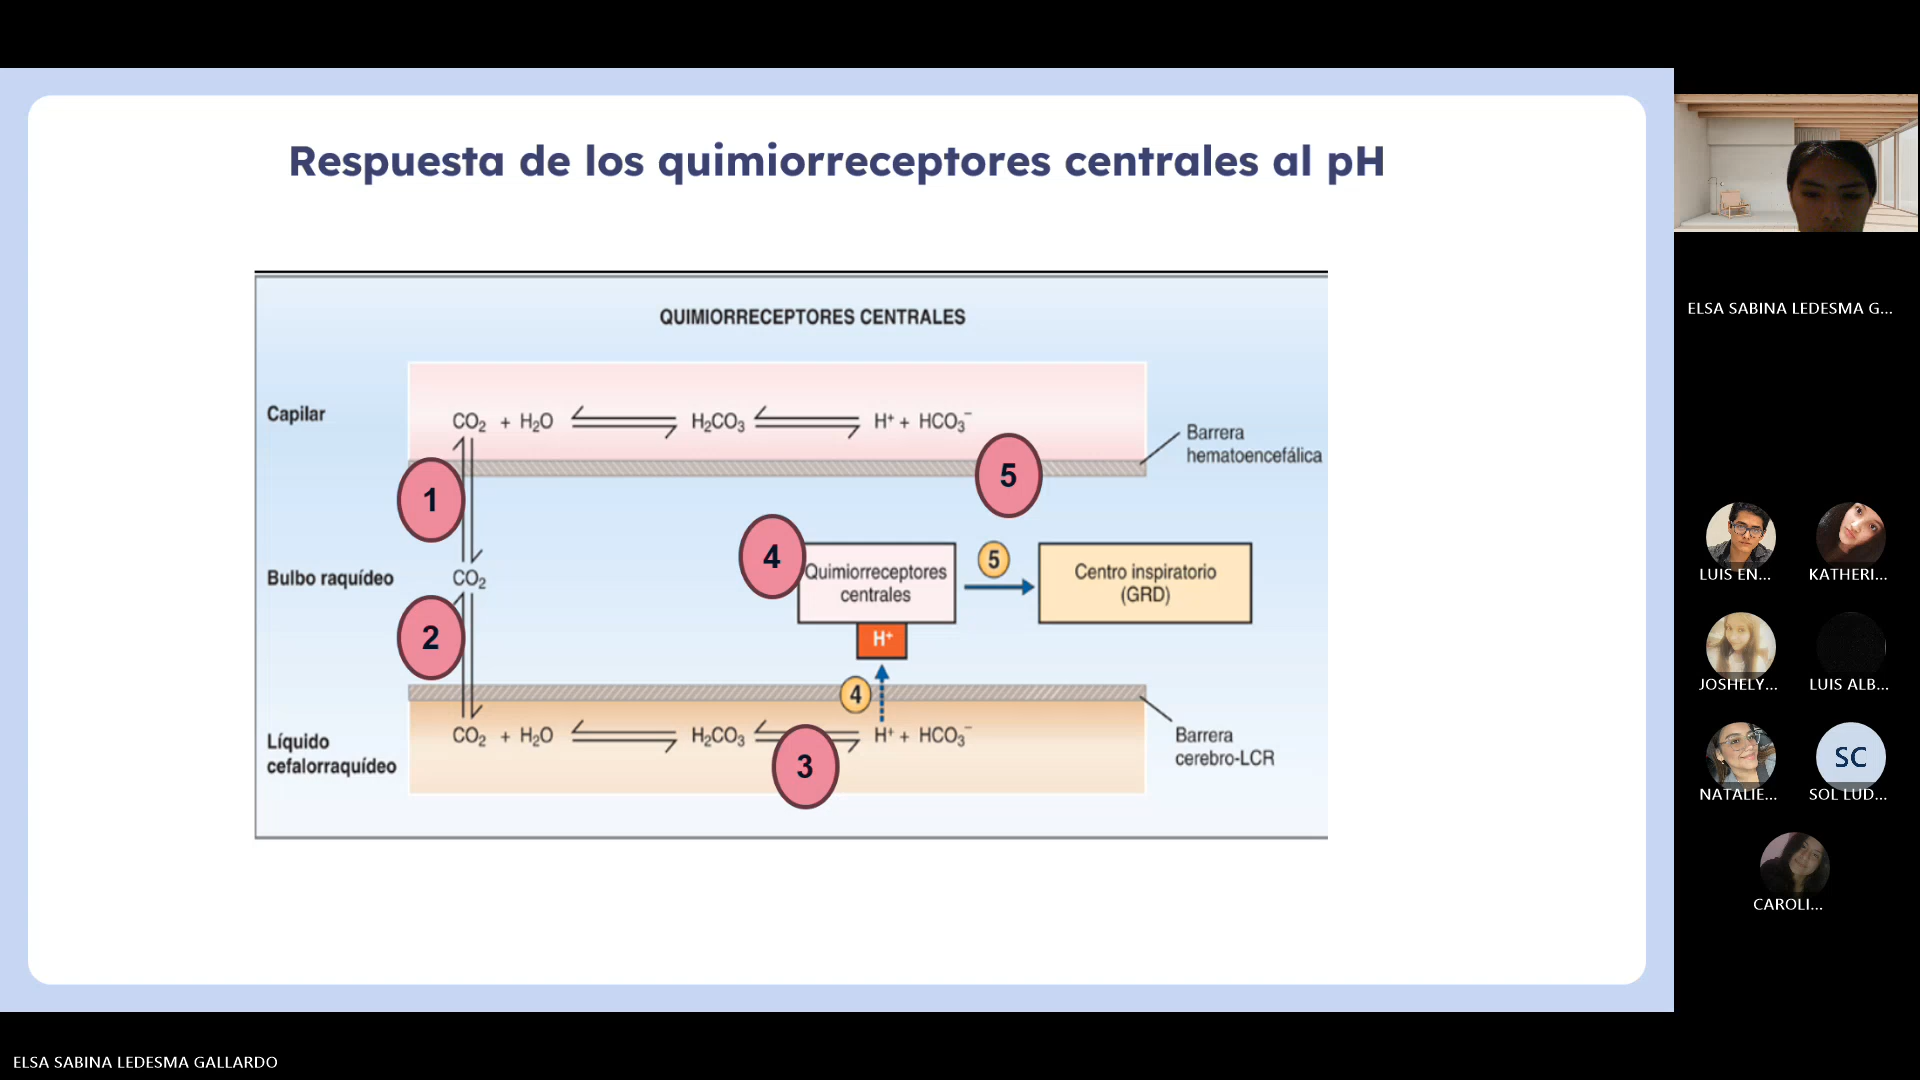 Respuesta de los quimiorreceptores centrales al pH
QUIMIORRECEPTORES CENTRALES
Capilar
CO₂ + H₂O H₂CO₃ H⁺ + HCO₃⁻
Barrera
hematoencefálica
1
5
Bulbo raquídeo
CO₂
4
Quimiorreceptores
centrales
H⁺
5
Centro inspiratorio
(GRD)
2
4
Líquido
cefalorraquídeo
CO₂ + H₂O H₂CO₃ H⁺ + HCO₃⁻
3
Barrera
cerebro-LCR
ELSA SABINA LEDESMA G...
LUIS EN...
KATHERI...
JOSHELY...
LUIS ALB...
NATALIE...
SC
SOL LUD...
CAROLI...
ELSA SABINA LEDESMA GALLARDO